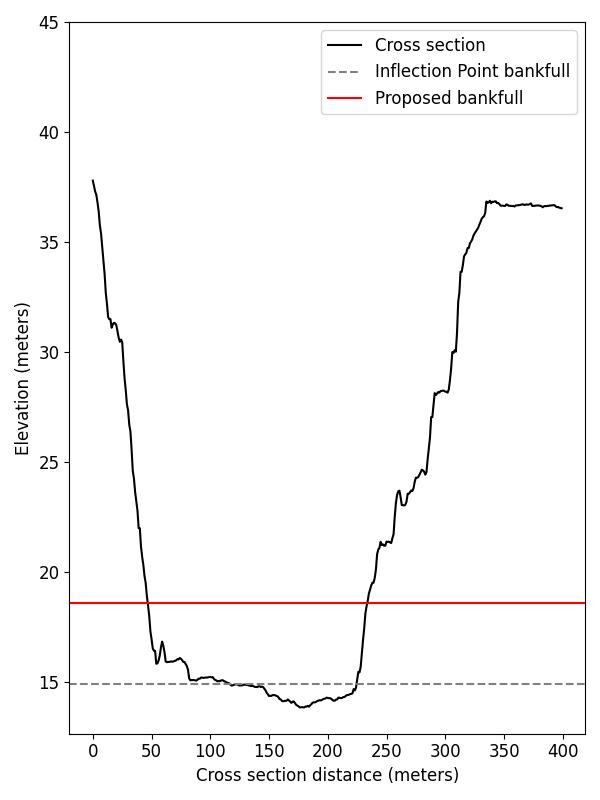 45
40
35
30
25
20
15
Elevation (meters)
Cross section
Inflection Point bankfull
Proposed bankfull
0 50 100 150 200 250 300 350 400
Cross section distance (meters)